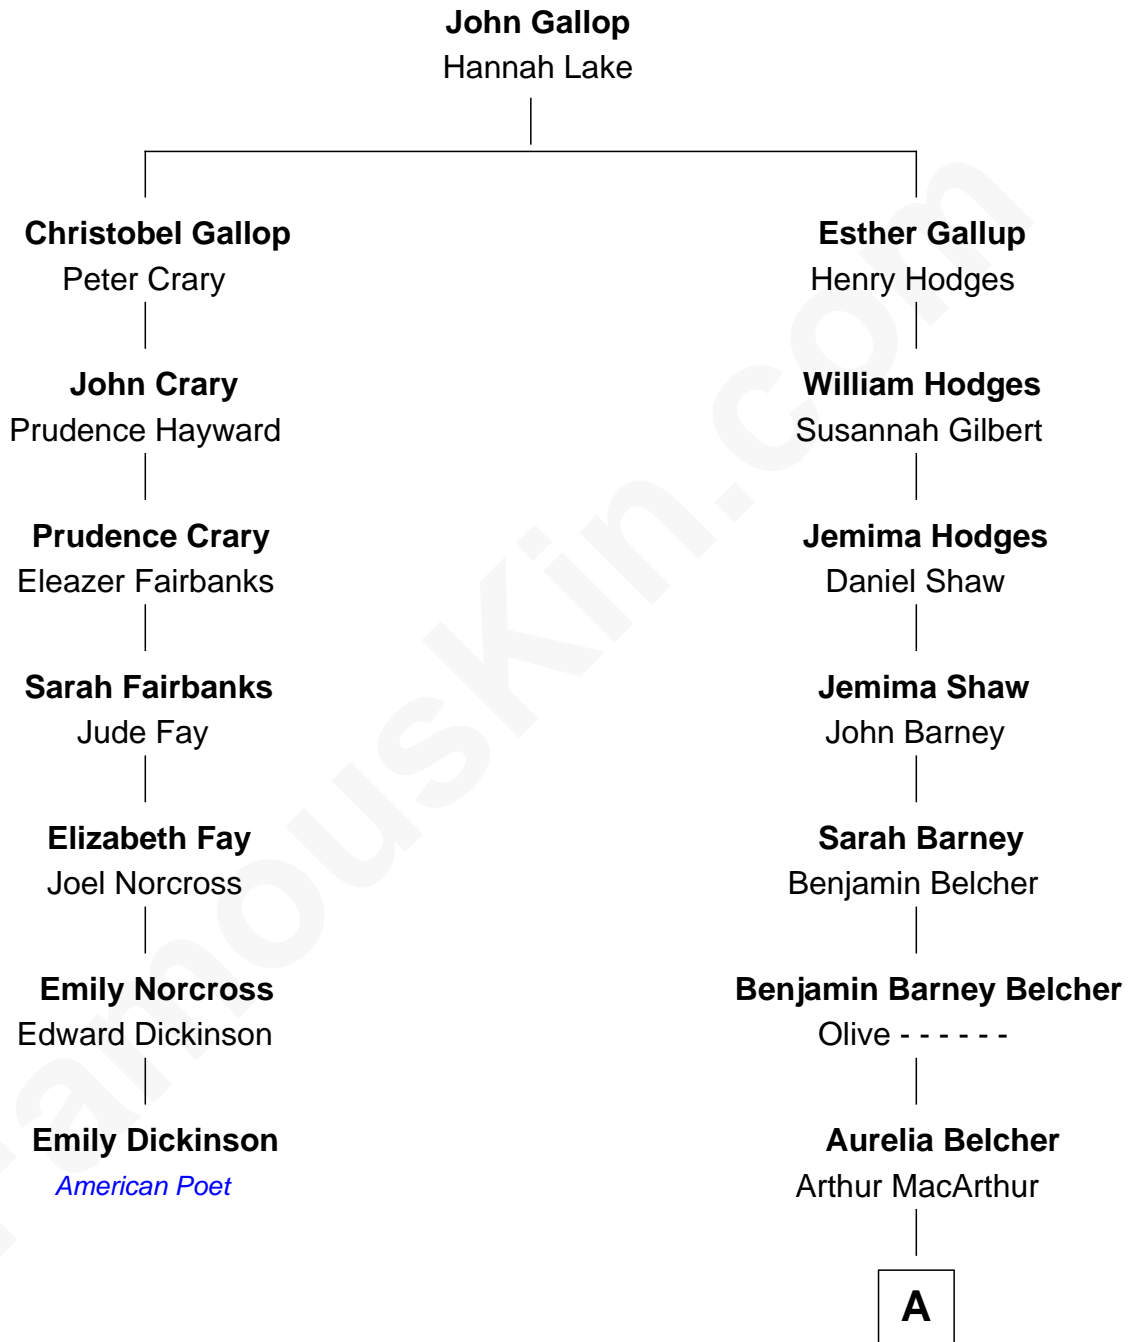 John Gallop
Hannah Lake
Christobel Gallop
Peter Crary
Esther Gallup
Henry Hodges
John Crary
Prudence Hayward
William Hodges
Susannah Gilbert
Prudence Crary
Eleazer Fairbanks
Jemima Hodges
Daniel Shaw
Sarah Fairbanks
Jude Fay
Jemima Shaw
John Barney
Elizabeth Fay
Joel Norcross
Sarah Barney
Benjamin Belcher
Emily Norcross
Edward Dickinson
Benjamin Barney Belcher
Olive - - - - - -
Emily Dickinson
American Poet
Aurelia Belcher
Arthur MacArthur
A
FamousKin.com